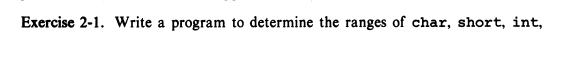 Exercise 2-1. Write a program to determine the ranges of char, short, int,